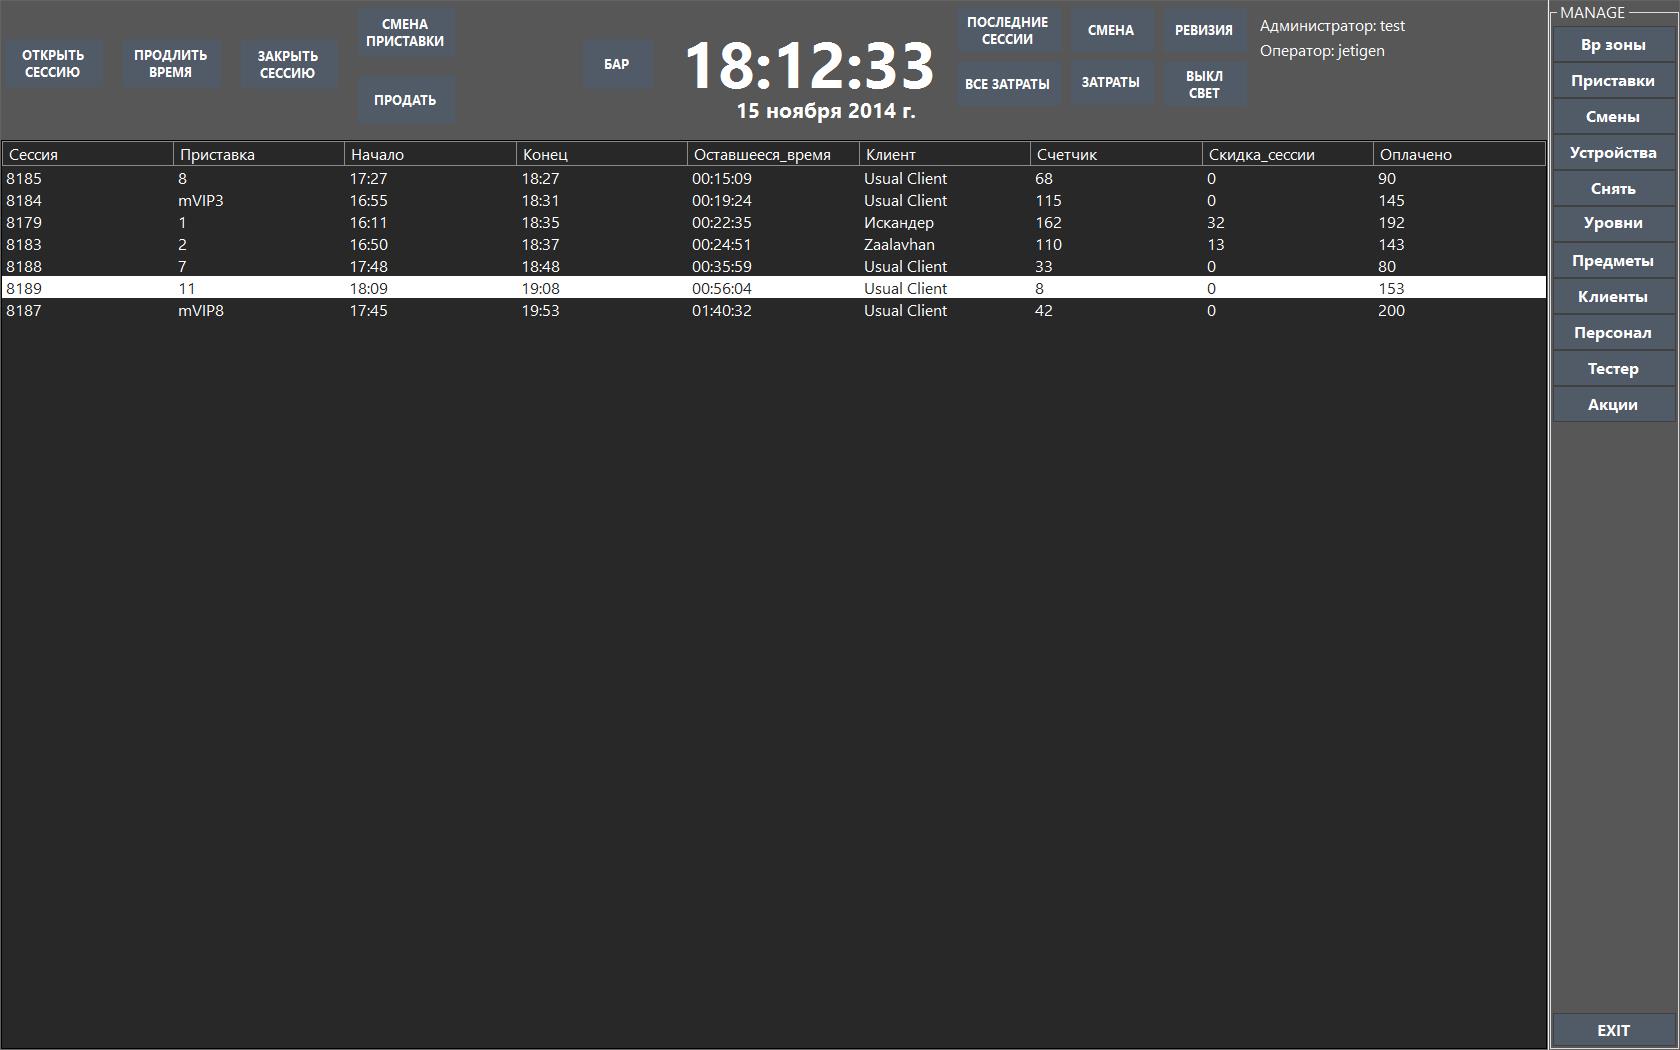 ОТКРЫТЬ
СЕССИЮ
ПРОДЛИТЬ
ВРЕМЯ
ЗАКРЫТЬ
СЕССИЮ
СМЕНА
ПРИСТАВКИ
ПРОДАТЬ
БАР
18:12:33
15 ноября 2014 г.
ПОСЛЕДНИЕ
СЕССИИ
СМЕНА
РЕВИЗИЯ
ВСЕ ЗАТРАТЫ
ЗАТРАТЫ
ВЫКЛ
СВЕТ
Администратор: test
Оператор: jetigen
Сессия Приставка Начало Конец Оставшееся_время Клиент Счетчик Скидка_сессии Оплачено
8185 8 17:27 18:27 00:15:09 Usual Client 68 0 90
8184 mVIP3 16:55 18:31 00:19:24 Usual Client 115 0 145
8179 1 16:11 18:35 00:22:35 Искандер 162 32 192
8183 2 16:50 18:37 00:24:51 Zaalavhan 110 13 143
8188 7 17:48 18:48 00:35:59 Usual Client 33 0 80
8189 11 18:09 19:08 00:56:04 Usual Client 8 0 153
8187 mVIP8 17:45 19:53 01:40:32 Usual Client 42 0 200
MANAGE
Вр зоны
Приставки
Смены
Устройства
Снять
Уровни
Предметы
Клиенты
Персонал
Тестер
Акции
EXIT